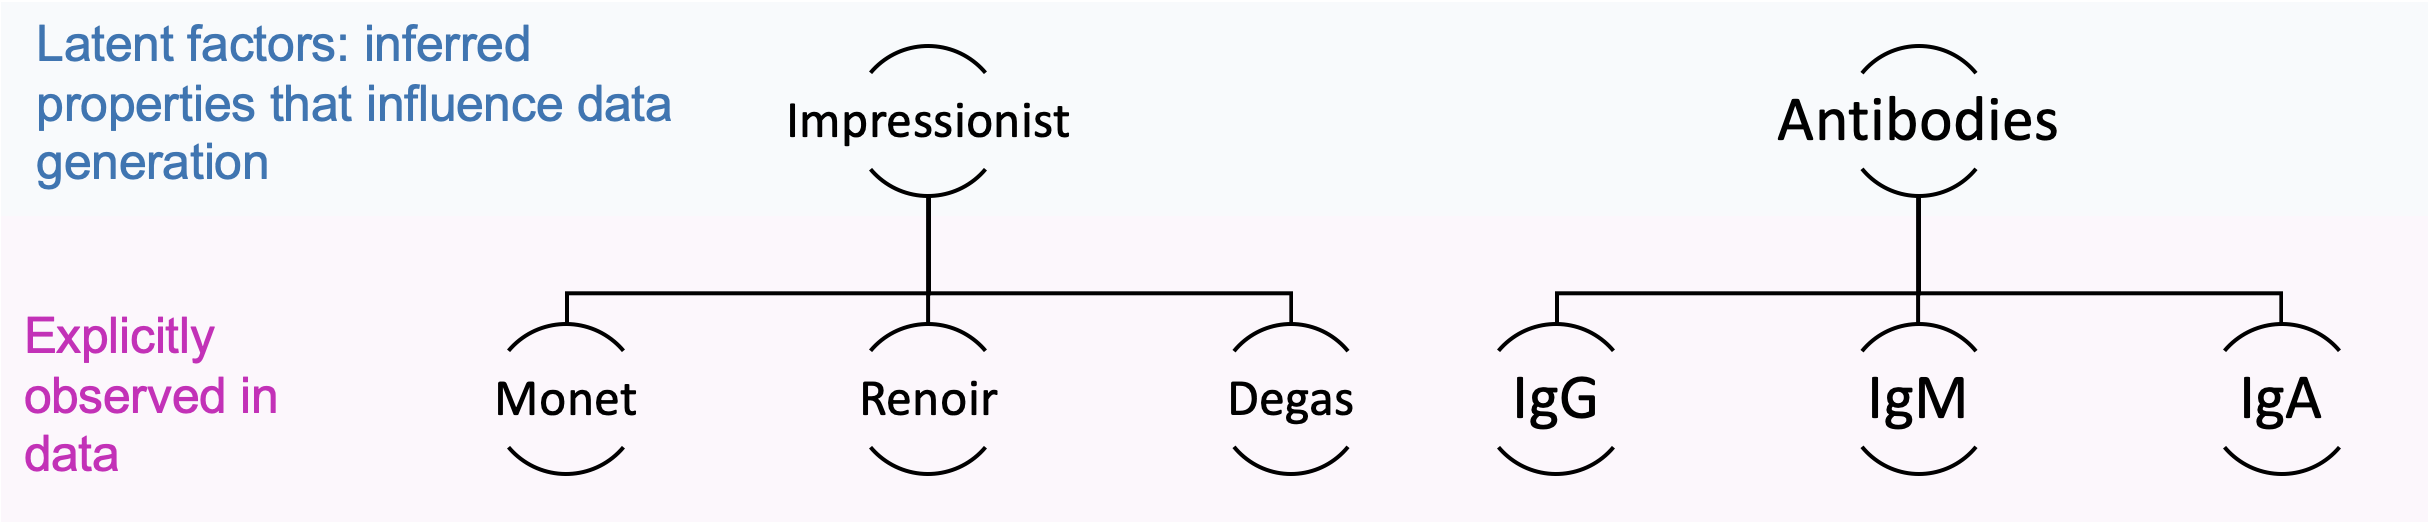 Latent factors: inferred
properties that influence data
generation
Impressionist
Antibodies
Explicitly
observed in
data
Monet
Renoir
Degas
IgG
IgM
IgA